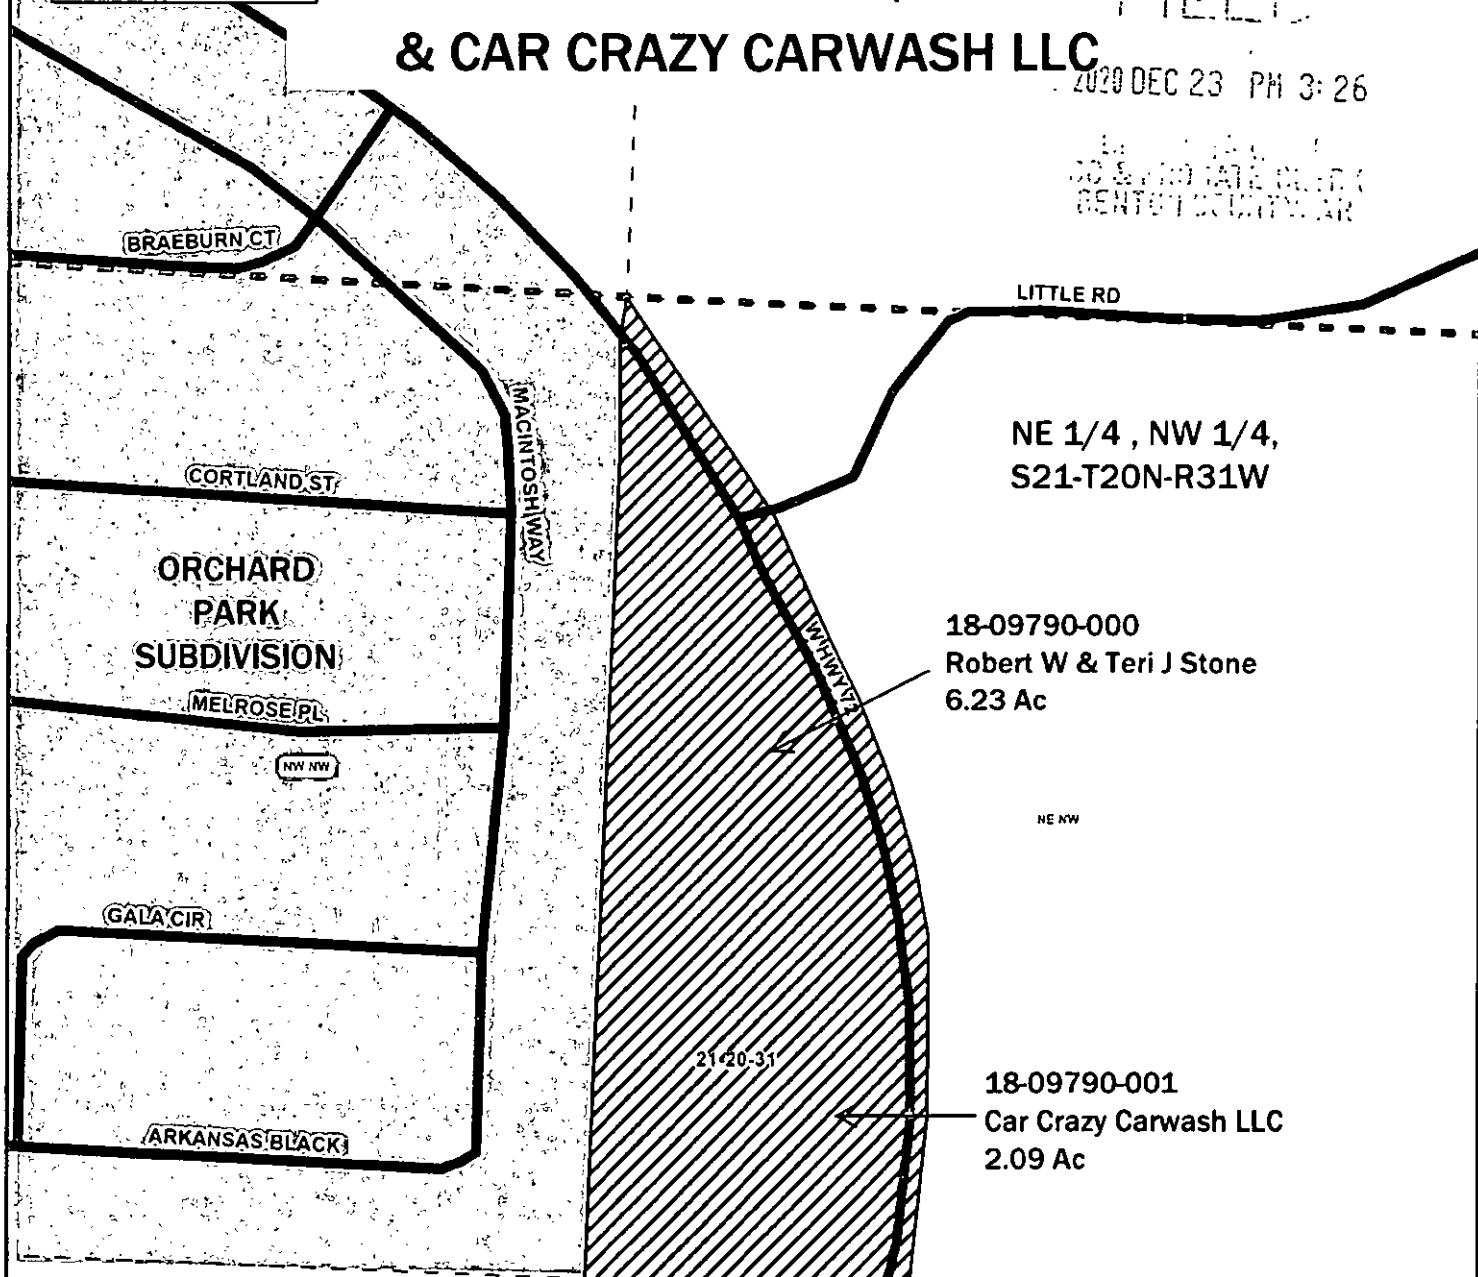 & CAR CRAZY CARWASH LLC
2020 DEC 23 PM 3:26
BRAEBURN CT
LITTLE RD
MACINTOSH WAY
NE 1/4 , NW 1/4,
S21-T20N-R31W
CORTLAND ST
ORCHARD
PARK
SUBDIVISION
18-09790-000
Robert W & Teri J Stone
6.23 Ac
W HWY 72
MELROSE PL
NW NW
NE NW
GALA CIR
21-20-31
18-09790-001
Car Crazy Carwash LLC
2.09 Ac
ARKANSAS BLACK